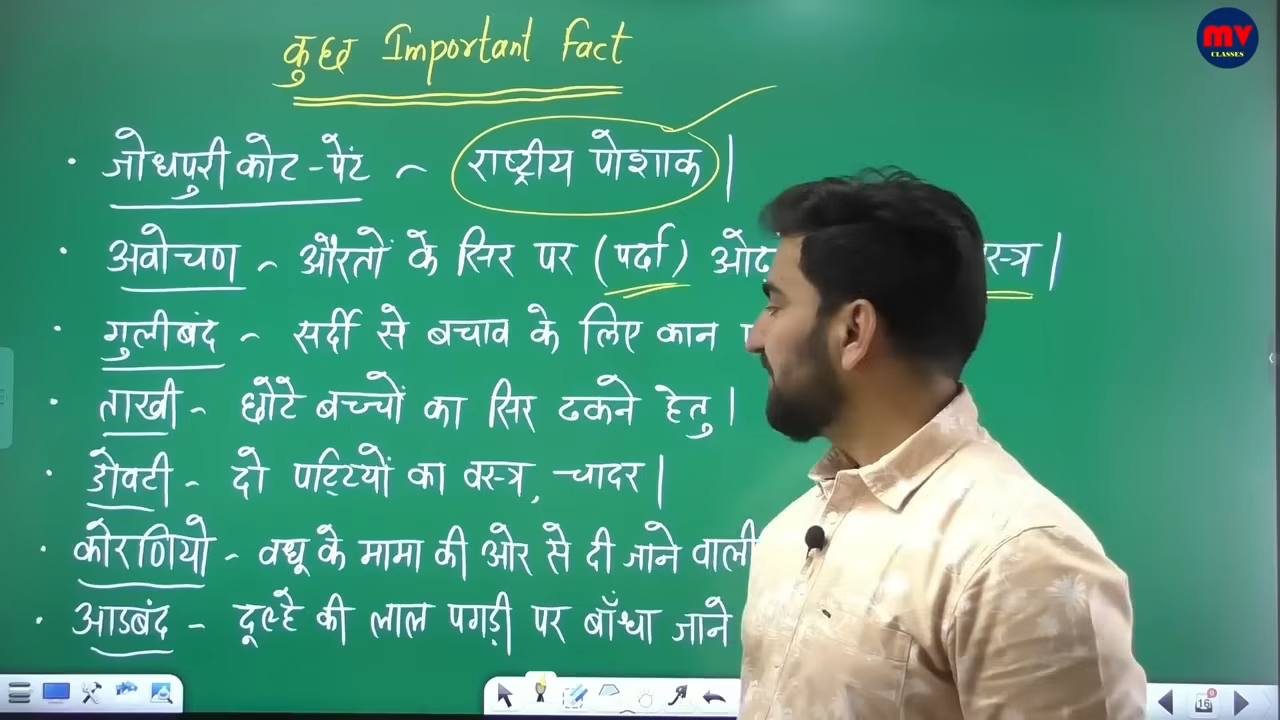 कुछ Important Fact
MV
CLASSES
• जोधपुरी कोट-पेंट ~ राष्ट्रीय पोशाक |
• अवोचण ~ औरतों के सिर पर (पर्दा) ओढ़ स्त्र |
• गुलीबंद ~ सर्दी से बचाव के लिए कान
• ताखी - छोटे बच्चों का सिर ढकने हेतु |
• डोवटी - दो पट्टियों का वस्त्र, चादर |
• कोरणियो - वधू के मामा की ओर से दी जाने वाली
• आडबंद - दूल्हे की लाल पगड़ी पर बाँधा जाने
16